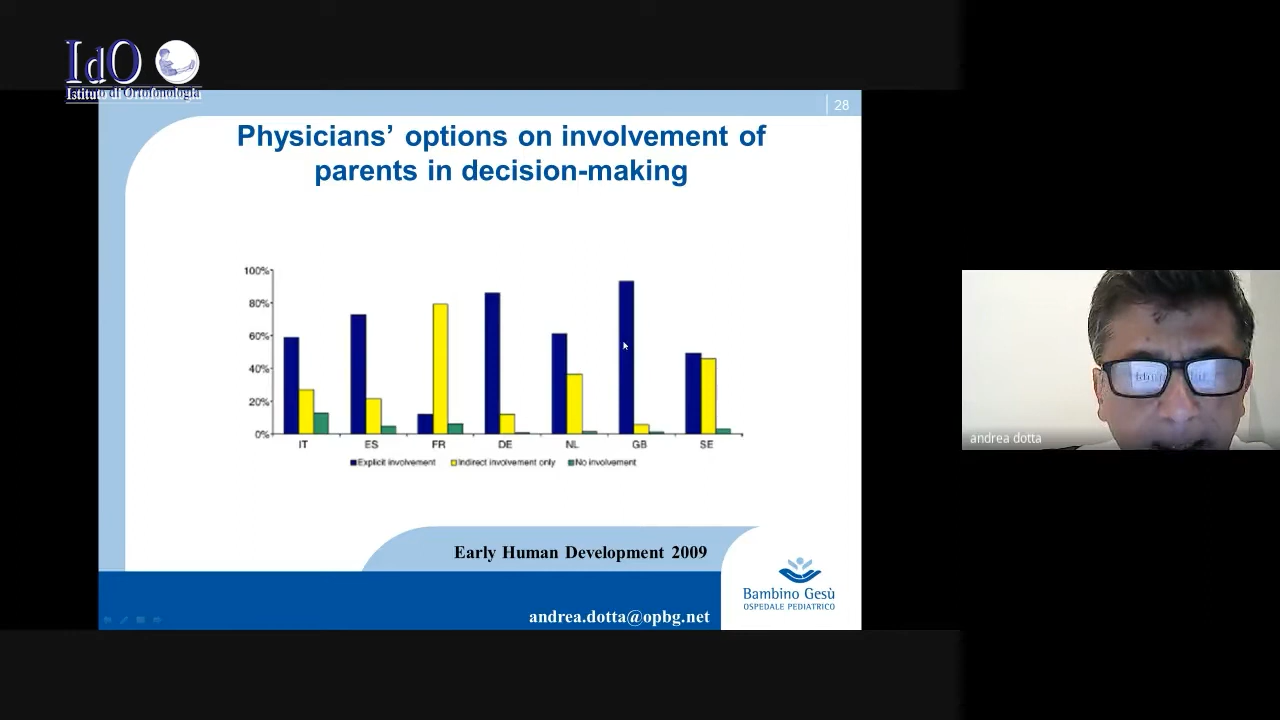 IdO
Istituto di Ortofonologia
28
Physicians’ options on involvement of
parents in decision-making
100%
80%
60%
40%
20%
0%
IT ES FR DE NL GB SE
Explicit involvement Indirect involvement only No involvement
Early Human Development 2009
Bambino Gesù
OSPEDALE PEDIATRICO
andrea.dotta@opbg.net
andrea dotta